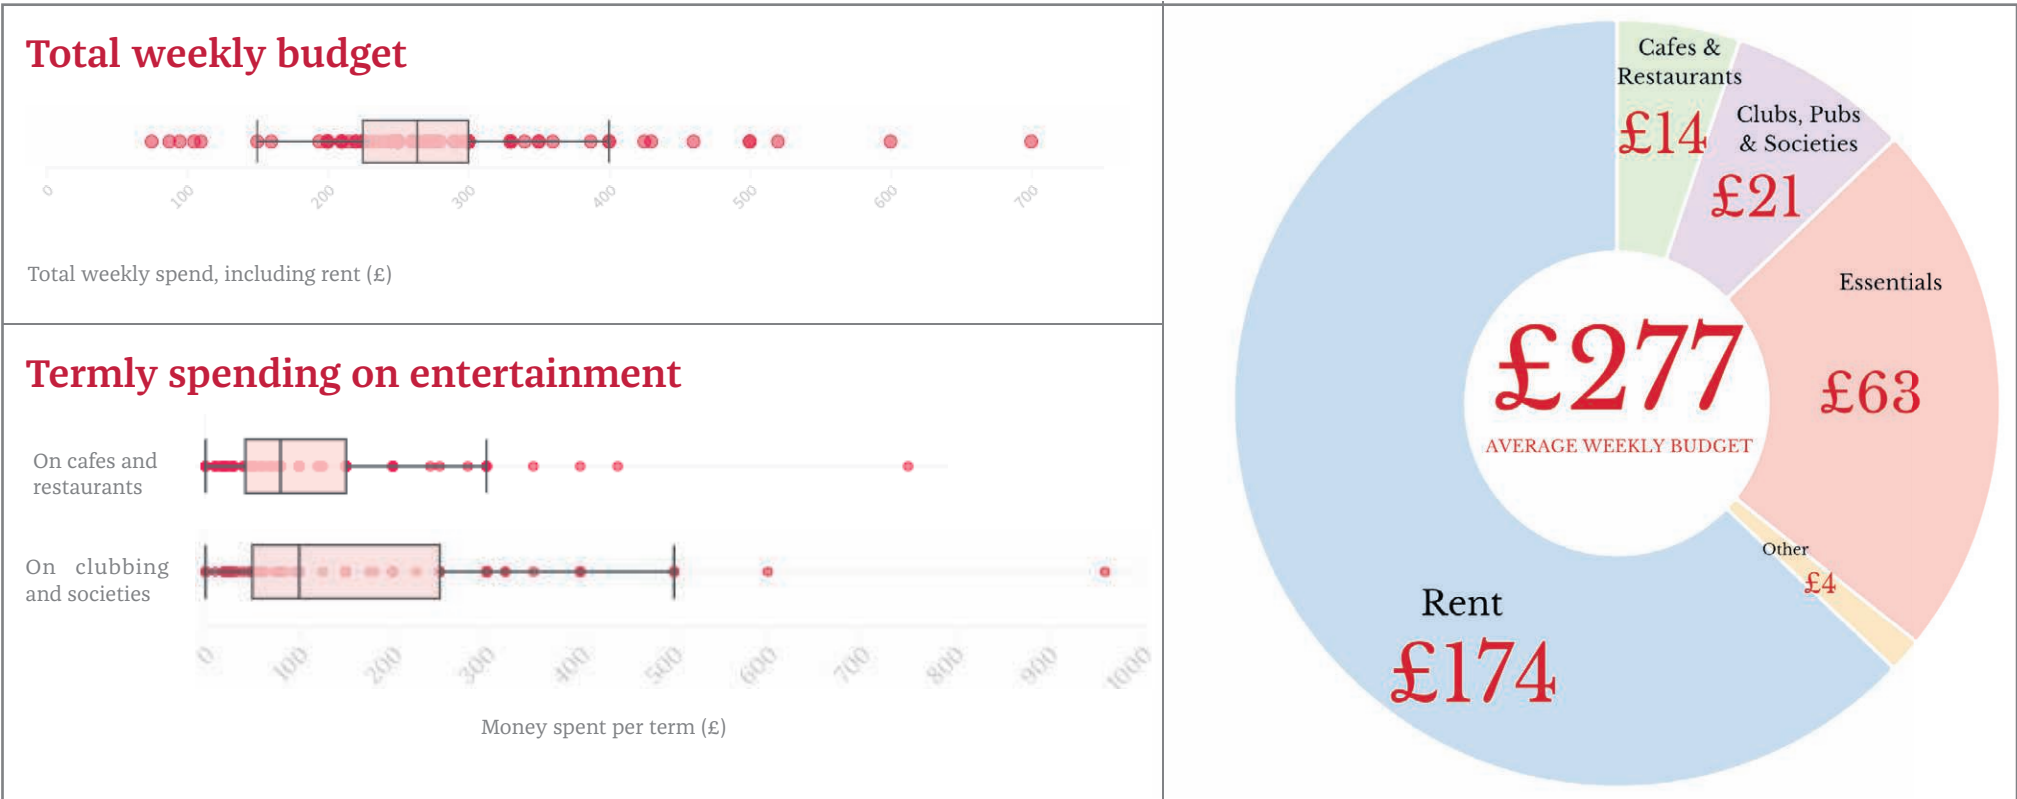 Total weekly budget
0
100
200
300
400
500
600
700
Total weekly spend, including rent (£)
Termly spending on entertainment
On cafes and
restaurants
On clubbing
and societies
0
100
200
300
400
500
600
700
800
900
1000
Money spent per term (£)
Cafes &
Restaurants
£14
Clubs, Pubs
& Societies
£21
Essentials
£63
£277
AVERAGE WEEKLY BUDGET
Other
£4
Rent
£174